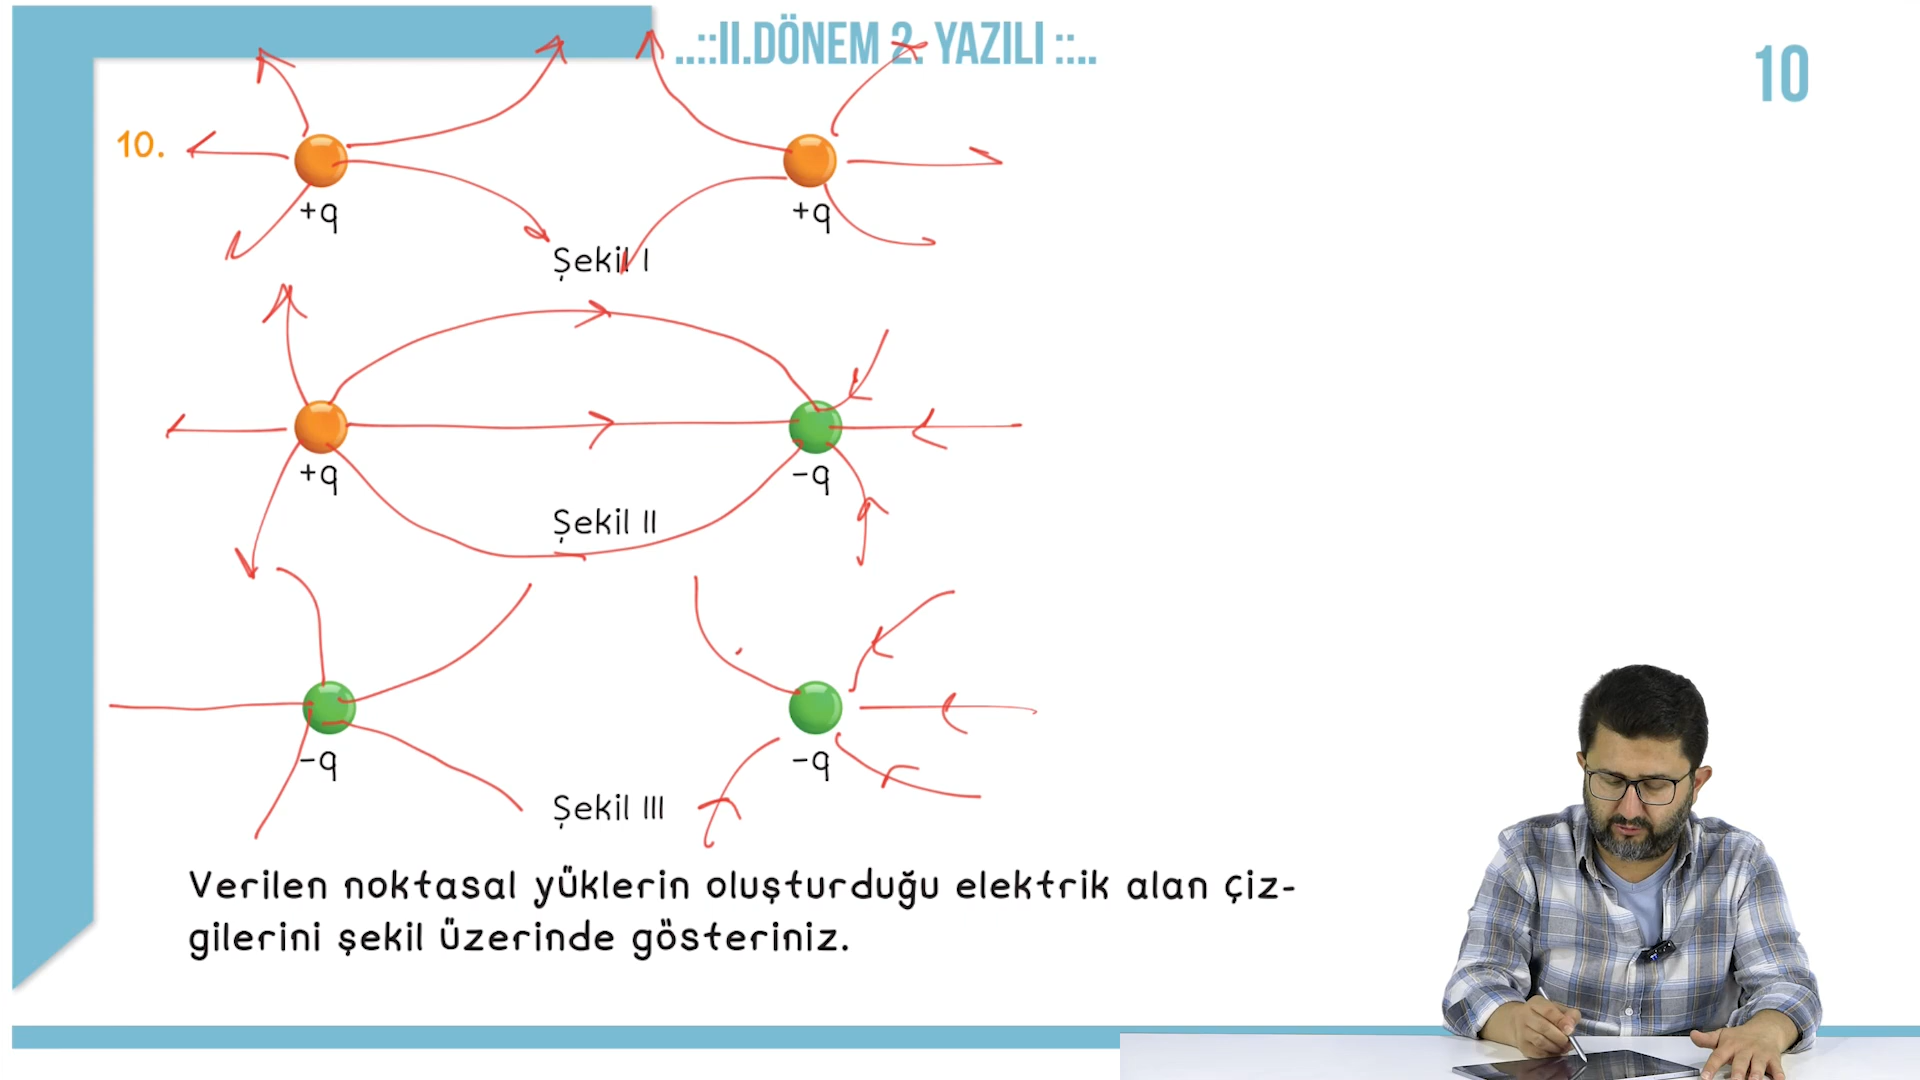 ..::II.DÖNEM 2. YAZILI ::..
10
10.
+q
+q
Şekil I
+q
-q
Şekil II
-q
-q
Şekil III
Verilen noktasal yüklerin oluşturduğu elektrik alan çiz-
gilerini şekil üzerinde gösteriniz.